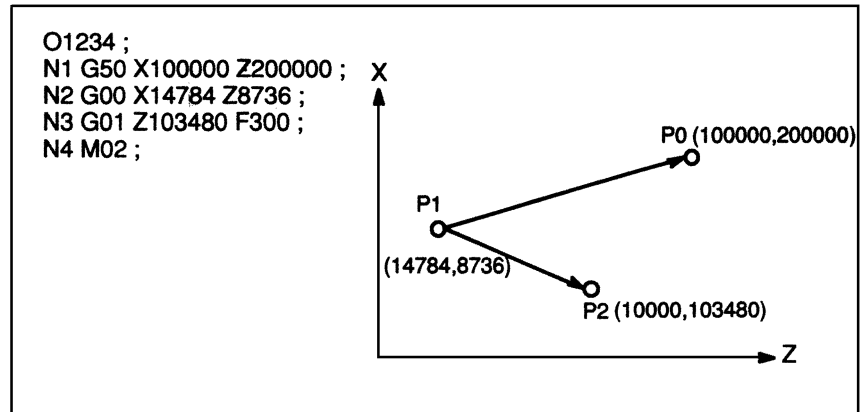 O1234 ;
N1 G50 X100000 Z200000 ;
N2 G00 X14784 Z8736 ;
N3 G01 Z103480 F300 ;
N4 M02 ;
X
P0 (100000,200000)
P1
(14784,8736)
P2 (10000,103480)
Z